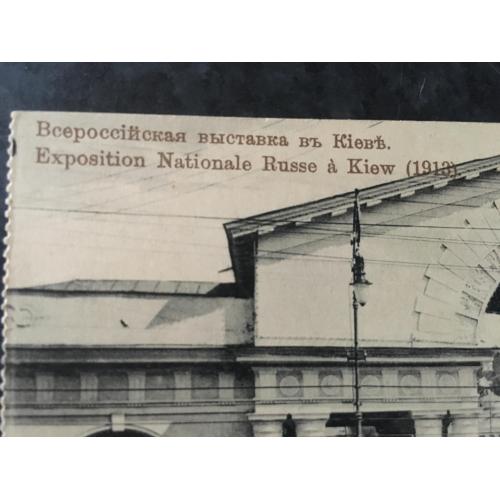 Всероссійская выставка въ Кіевѣ.
Exposition Nationale Russe à Kiew (1913)